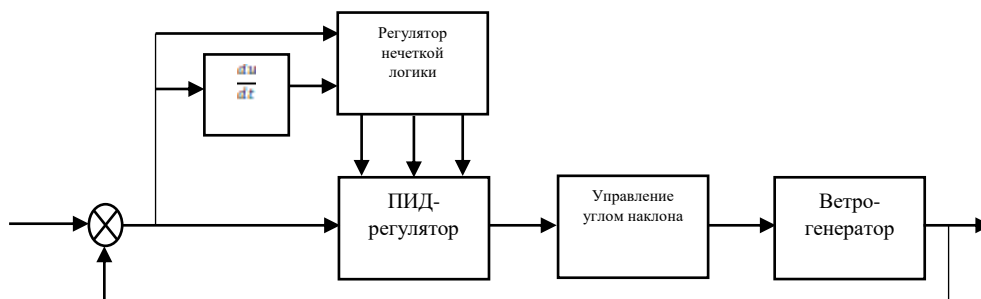 Регулятор
нечеткой
логики
du
dt
ПИД-
регулятор
Управление
углом наклона
Ветро-
генератор